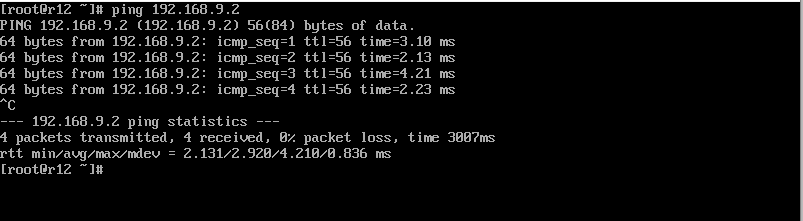 [root@r12 ~]# ping 192.168.9.2
PING 192.168.9.2 (192.168.9.2) 56(84) bytes of data.
64 bytes from 192.168.9.2: icmp_seq=1 ttl=56 time=3.10 ms
64 bytes from 192.168.9.2: icmp_seq=2 ttl=56 time=2.13 ms
64 bytes from 192.168.9.2: icmp_seq=3 ttl=56 time=4.21 ms
64 bytes from 192.168.9.2: icmp_seq=4 ttl=56 time=2.23 ms
^C
--- 192.168.9.2 ping statistics ---
4 packets transmitted, 4 received, 0% packet loss, time 3007ms
rtt min/avg/max/mdev = 2.131/2.920/4.210/0.836 ms
[root@r12 ~]#